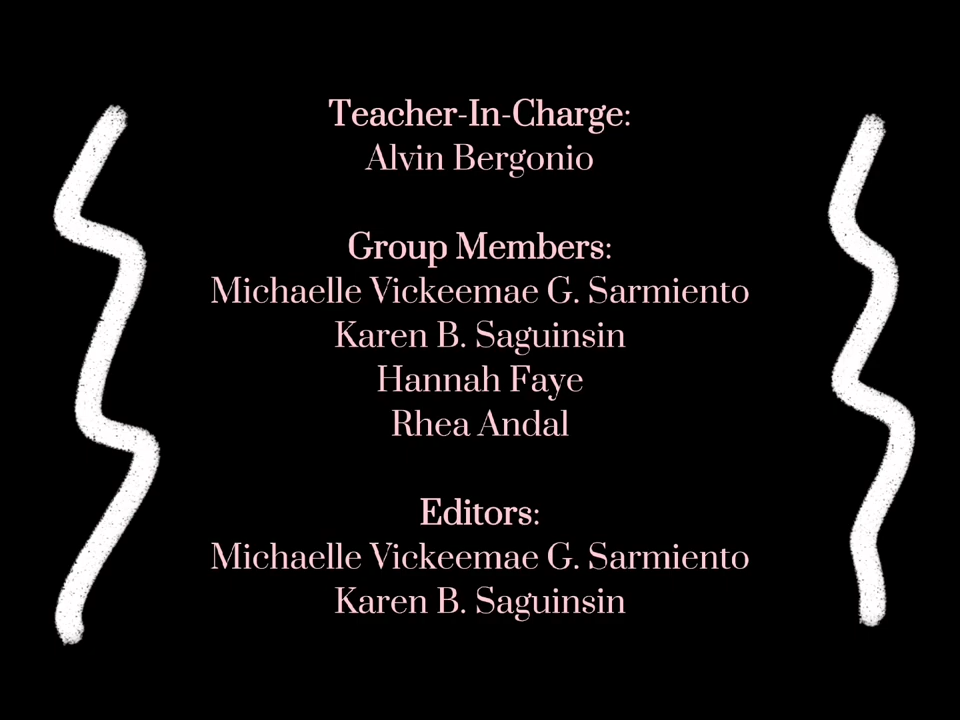 Teacher-In-Charge:
Alvin Bergonio
Group Members:
Michaelle Vickeemae G. Sarmiento
Karen B. Saguinsin
Hannah Faye
Rhea Andal
Editors:
Michaelle Vickeemae G. Sarmiento
Karen B. Saguinsin